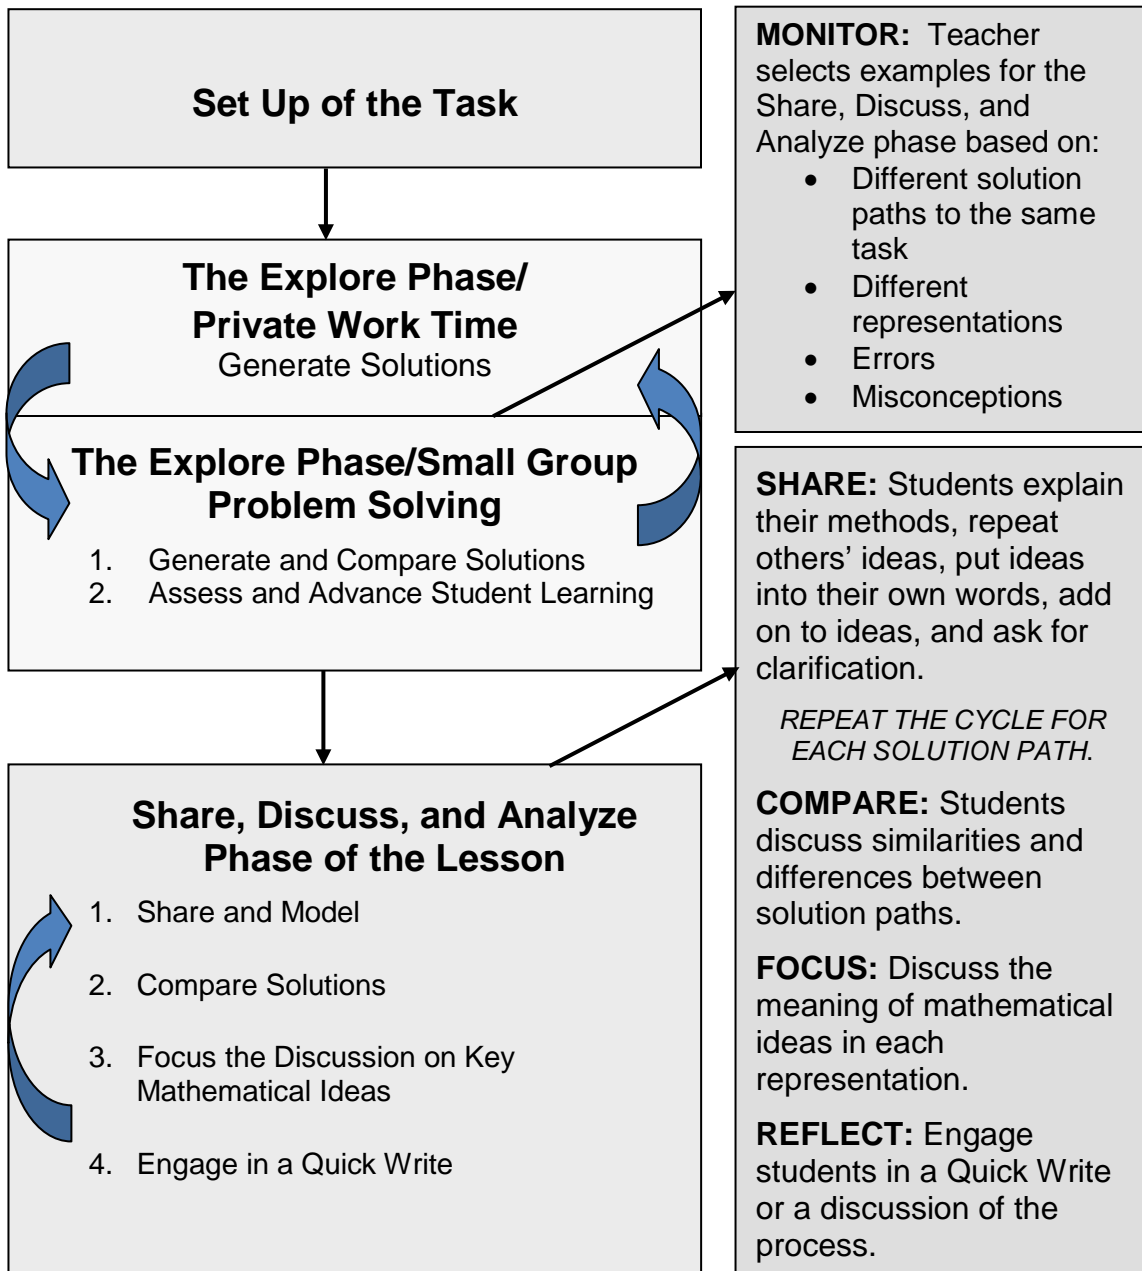 Set Up of the Task
The Explore Phase/
Private Work Time
Generate Solutions
The Explore Phase/Small Group
Problem Solving
1. Generate and Compare Solutions
2. Assess and Advance Student Learning
Share, Discuss, and Analyze
Phase of the Lesson
1. Share and Model
2. Compare Solutions
3. Focus the Discussion on Key
Mathematical Ideas
4. Engage in a Quick Write
MONITOR: Teacher
selects examples for the
Share, Discuss, and
Analyze phase based on:
• Different solution
paths to the same
task
• Different
representations
• Errors
• Misconceptions
SHARE: Students explain
their methods, repeat
others’ ideas, put ideas
into their own words, add
on to ideas, and ask for
clarification.
REPEAT THE CYCLE FOR
EACH SOLUTION PATH.
COMPARE: Students
discuss similarities and
differences between
solution paths.
FOCUS: Discuss the
meaning of mathematical
ideas in each
representation.
REFLECT: Engage
students in a Quick Write
or a discussion of the
process.